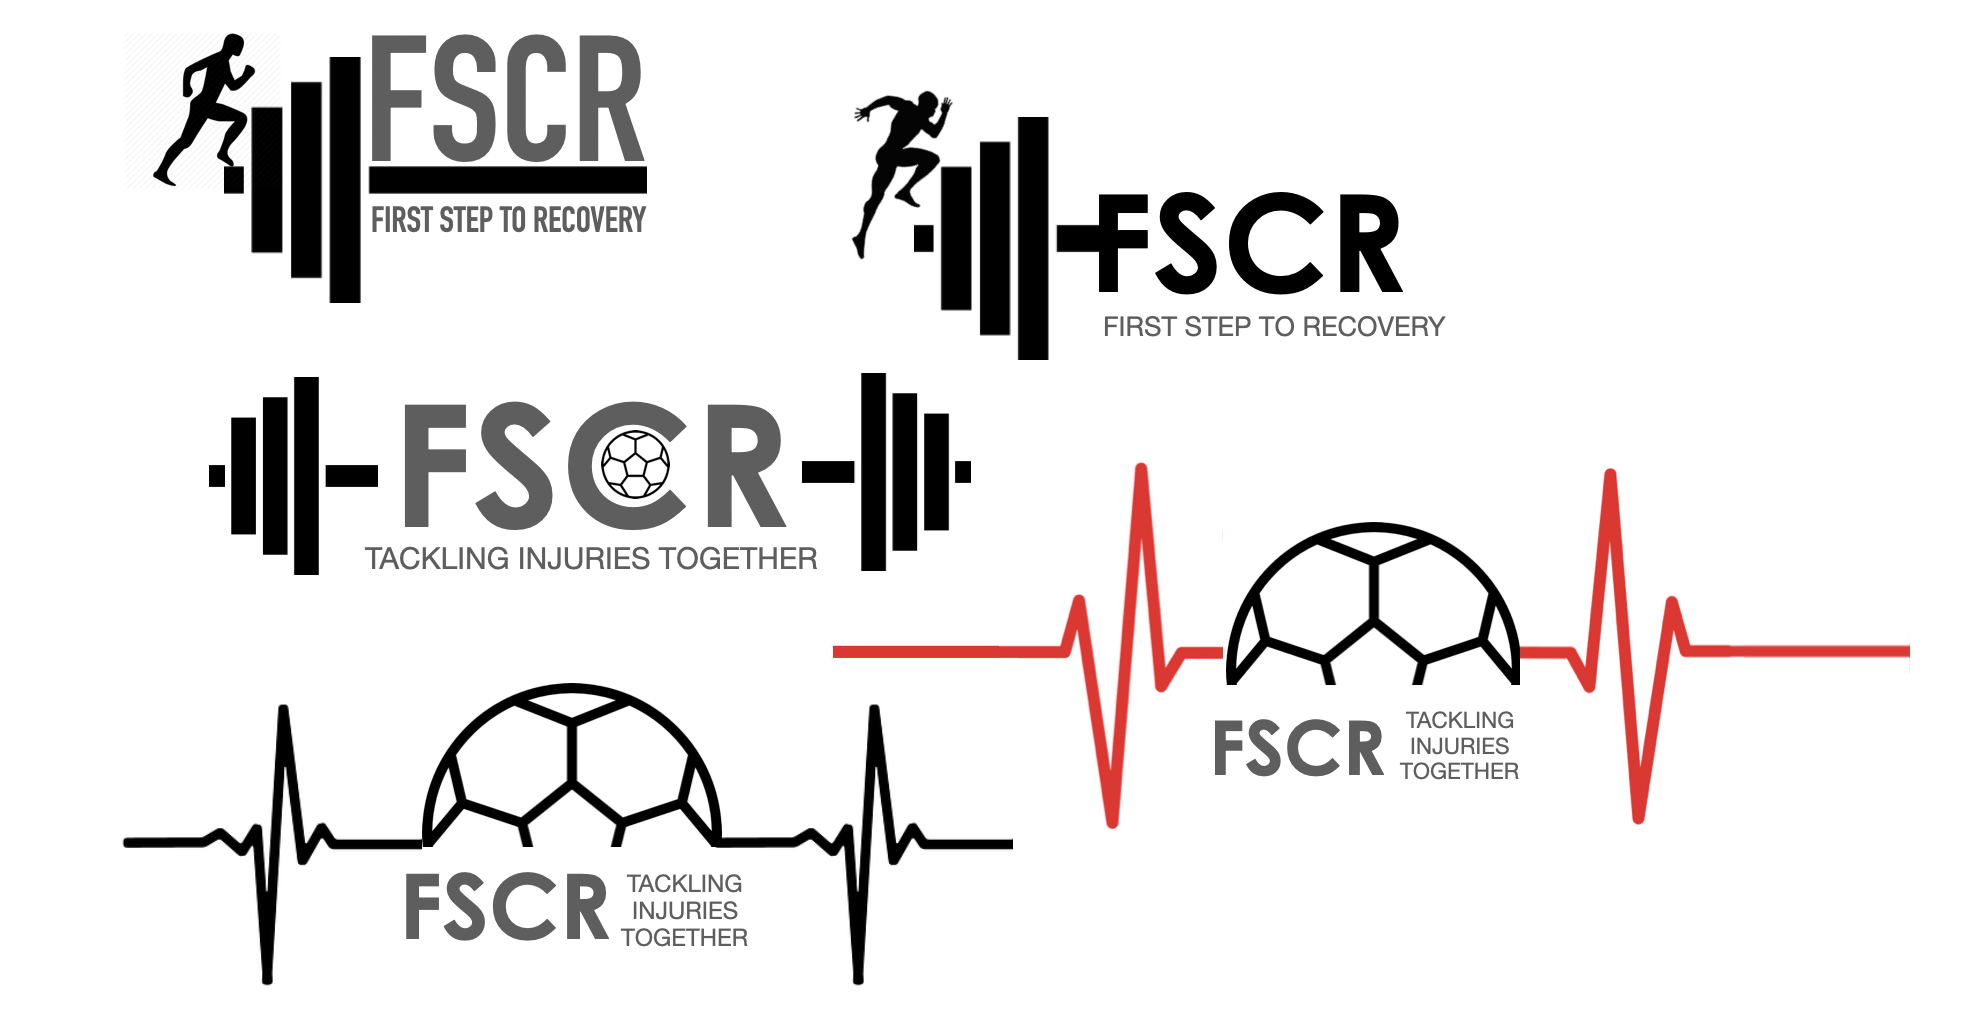 FSCR
FIRST STEP TO RECOVERY
FSCR
FIRST STEP TO RECOVERY
FSCR
TACKLING INJURIES TOGETHER
FSCR
TACKLING
INJURIES
TOGETHER
FSCR
TACKLING
INJURIES
TOGETHER